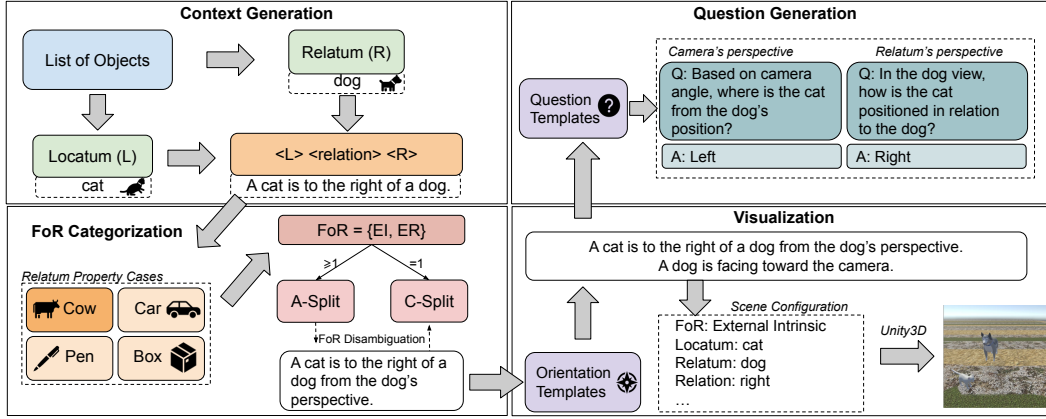 Context Generation
List of Objects
Relatum (R)
dog
Locatum (L)
cat
<L> <relation> <R>
A cat is to the right of a dog.
Question Generation
Question
Templates
?
Camera's perspective
Q: Based on camera
angle, where is the cat
from the dog's
position?
A: Left
Relatum's perspective
Q: In the dog view,
how is the cat
positioned in relation
to the dog?
A: Right
FoR Categorization
Relatum Property Cases
Cow
Car
Pen
Box
FoR = {EI, ER}
≥1
=1
A-Split
C-Split
FoR Disambiguation
A cat is to the right of a
dog from the dog's
perspective.
Orientation
Templates
Visualization
A cat is to the right of a dog from the dog's perspective.
A dog is facing toward the camera.
Scene Configuration
FoR: External Intrinsic
Locatum: cat
Relatum: dog
Relation: right
...
Unity3D